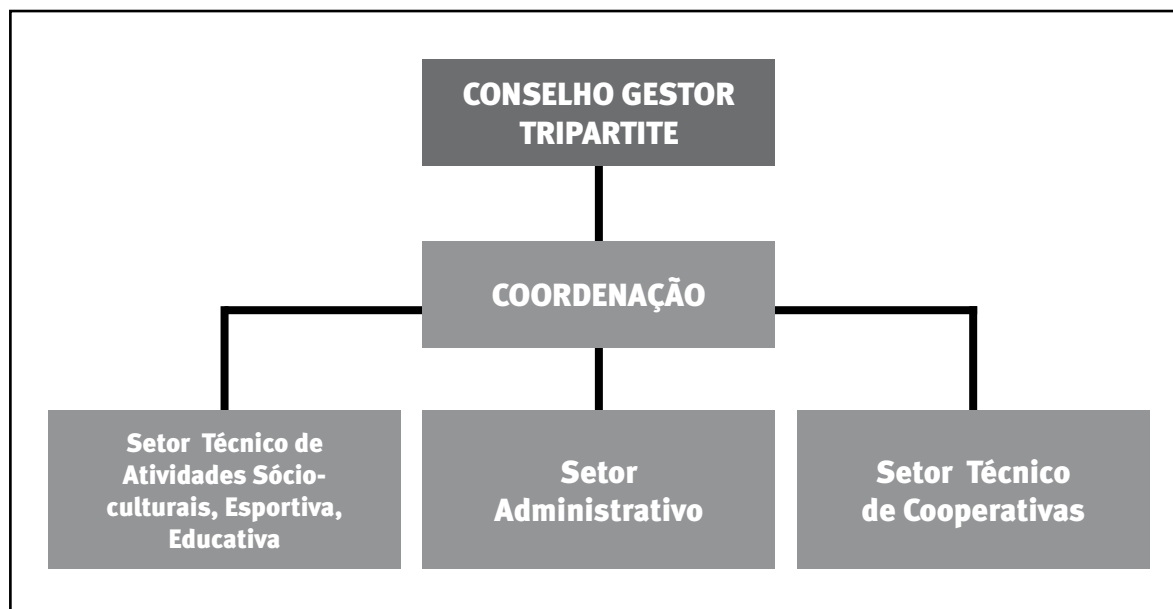 CONSELHO GESTOR
TRIPARTITE
COORDENAÇÃO
Setor Técnico de
Atividades Sócio-
culturais, Esportiva,
Educativa
Setor
Administrativo
Setor Técnico
de Cooperativas